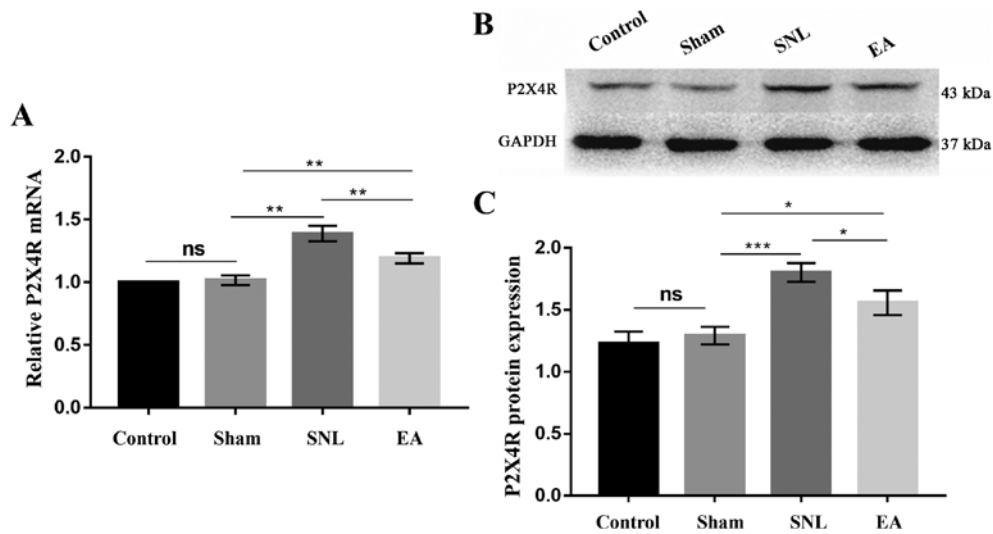 A
Relative P2X4R mRNA
2.0
1.5
1.0
0.5
0.0
ns
**
**
**
Control Sham SNL EA
B
Control Sham SNL EA
P2X4R 43 kDa
GAPDH 37 kDa
C
P2X4R protein expression
2.0
1.5
1.0
0.5
0.0
ns
***
*
*
Control Sham SNL EA